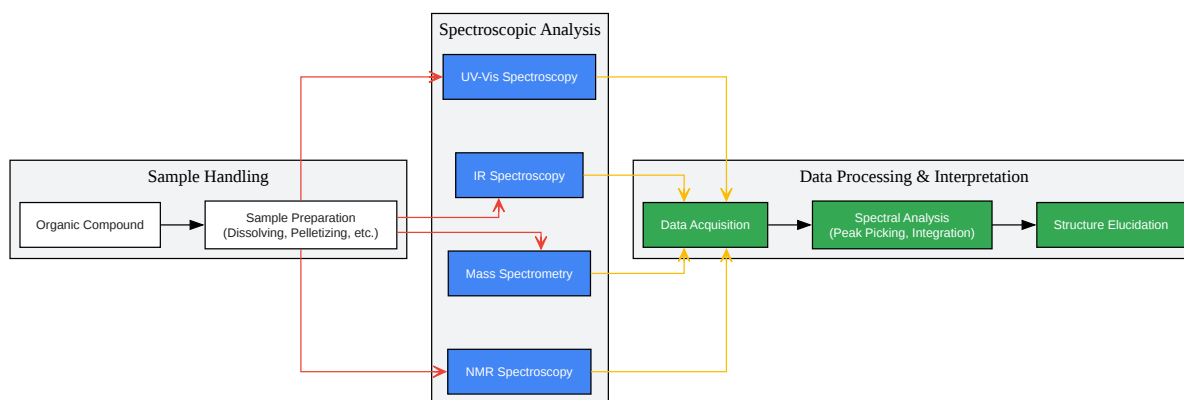 Spectroscopic Analysis
UV-Vis Spectroscopy
IR Spectroscopy
Mass Spectrometry
NMR Spectroscopy
Sample Handling
Organic Compound
Sample Preparation
(Dissolving, Pelletizing, etc.)
Data Processing & Interpretation
Data Acquisition
Spectral Analysis
(Peak Picking, Integration)
Structure Elucidation